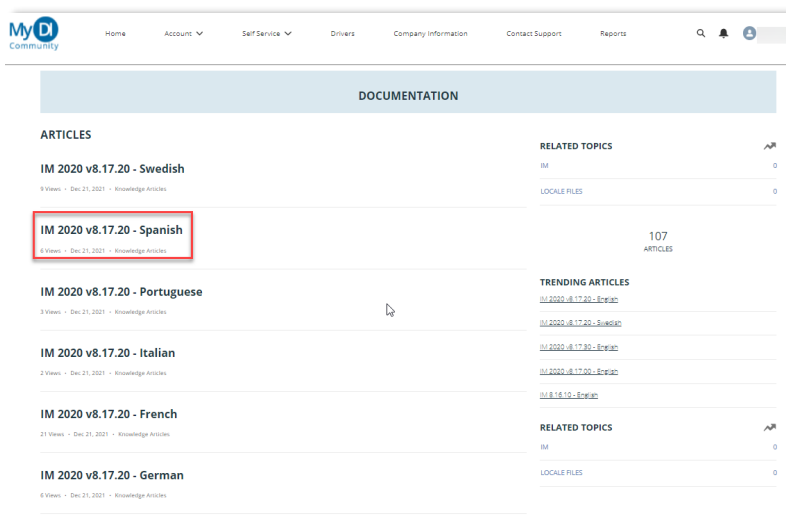 My DI
Community
Home
Account
Self Service
Drivers
Company Information
Contact Support
Reports
DOCUMENTATION
ARTICLES
IM 2020 v8.17.20 - Swedish
9 Views • Dec 21, 2021 • Knowledge Articles
IM 2020 v8.17.20 - Spanish
6 Views • Dec 21, 2021 • Knowledge Articles
IM 2020 v8.17.20 - Portuguese
3 Views • Dec 21, 2021 • Knowledge Articles
IM 2020 v8.17.20 - Italian
2 Views • Dec 21, 2021 • Knowledge Articles
IM 2020 v8.17.20 - French
21 Views • Dec 21, 2021 • Knowledge Articles
IM 2020 v8.17.20 - German
6 Views • Dec 21, 2021 • Knowledge Articles
RELATED TOPICS
IM 0
LOCALE FILES 0
107
ARTICLES
TRENDING ARTICLES
IM 2020 v8.17.20 - English
IM 2020 v8.17.20 - Swedish
IM 2020 v8.17.30 - English
IM 2020 v8.17.00 - English
IM 8.16.10 - English
RELATED TOPICS
IM 0
LOCALE FILES 0